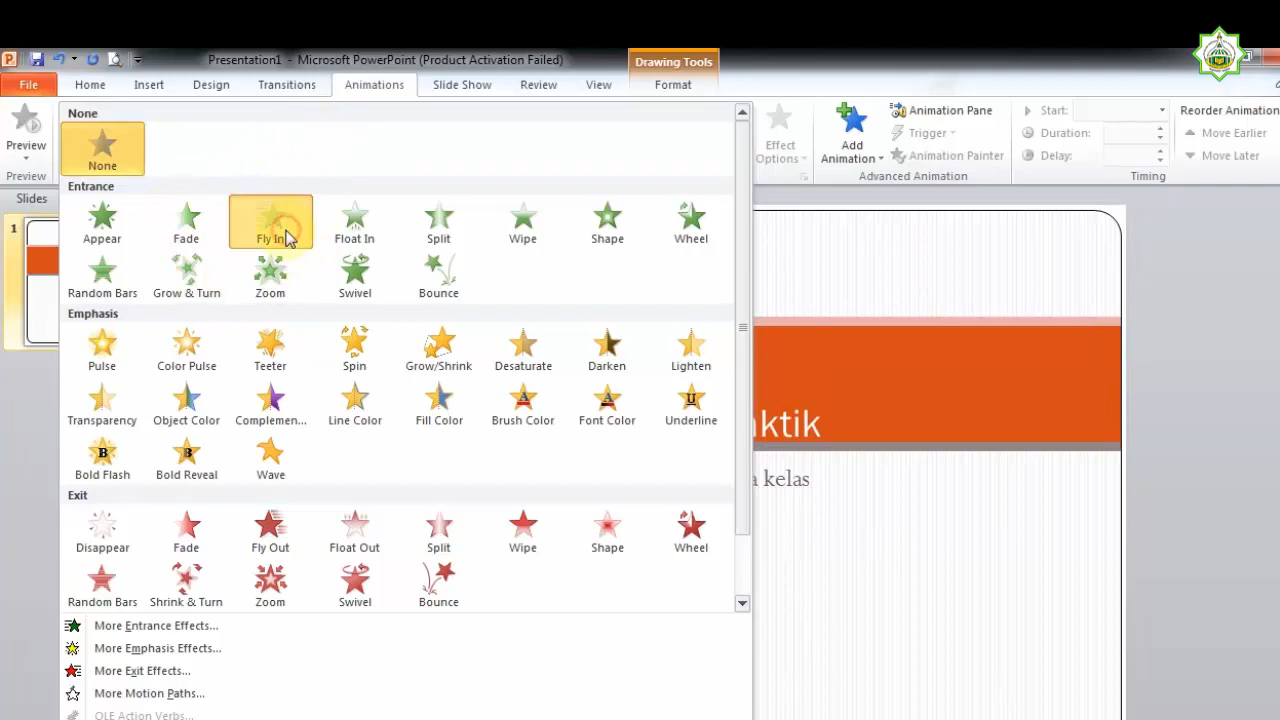 Presentation1 - Microsoft PowerPoint (Product Activation Failed)
Drawing Tools
File Home Insert Design Transitions Animations Slide Show Review View Format
None
None
Preview
Preview
Effect Options
Add Animation
Animation Pane
Trigger
Animation Painter
Advanced Animation
Start:
Duration:
Delay:
Timing
Reorder Animation
Move Earlier
Move Later
Slides
1
Entrance
Appear Fade Fly In Float In Split Wipe Shape Wheel
Random Bars Grow & Turn Zoom Swivel Bounce
Emphasis
Pulse Color Pulse Teeter Spin Grow/Shrink Desaturate Darken Lighten
Transparency Object Color Complemen... Line Color Fill Color Brush Color Font Color Underline
Bold Flash Bold Reveal Wave
Exit
Disappear Fade Fly Out Float Out Split Wipe Shape Wheel
Random Bars Shrink & Turn Zoom Swivel Bounce
More Entrance Effects...
More Emphasis Effects...
More Exit Effects...
More Motion Paths...
OLE Action Verbs...
ktik
kelas